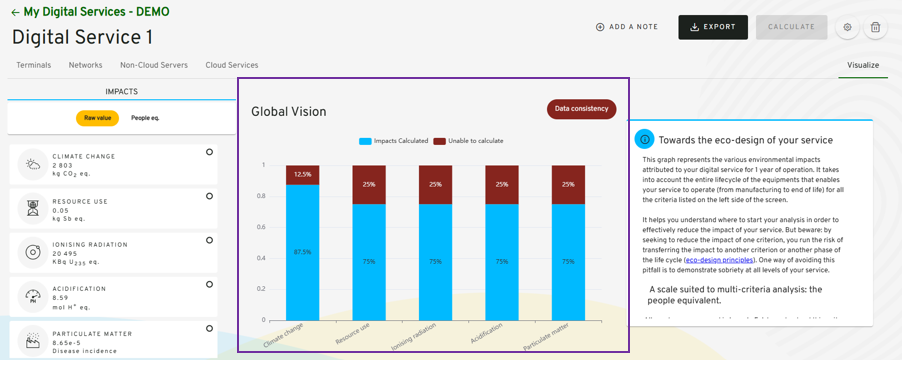 ← My Digital Services - DEMO
Digital Service 1
ADD A NOTE
EXPORT
CALCULATE
Terminals Networks Non-Cloud Servers Cloud Services Visualize
IMPACTS
Raw value People eq.
CLIMATE CHANGE
2 803
kg CO₂ eq.
RESOURCE USE
0.05
kg Sb eq.
IONISING RADIATION
20 495
KBq U₂₃₅ eq.
PH
ACIDIFICATION
8.59
mol H⁺ eq.
PARTICULATE MATTER
8.65e-5
Disease incidence
Global Vision
Data consistency
Impacts Calculated Unable to calculate
1
0.8
0.6
0.4
0.2
0
12.5% 25% 25% 25% 25%
87.5% 75% 75% 75% 75%
Climate change
Resource use
Ionising radiation
Acidification
Particulate matter
Towards the eco-design of your service
This graph represents the various environmental impacts
attributed to your digital service for 1 year of operation. It takes
into account the entire lifecycle of the equipments that enables
your service to operate (from manufacturing to end of life) for all
the criteria listed on the left side of the screen.
It helps you understand where to start your analysis in order to
effectively reduce the impact of your service. But beware: by
seeking to reduce the impact of one criterion, you run the risk of
transferring the impact to another criterion or another phase of
the life cycle (eco-design principles). One way of avoiding this
pitfall is to demonstrate sobriety at all levels of your service.
A scale suited to multi-criteria analysis: the
people equivalent.